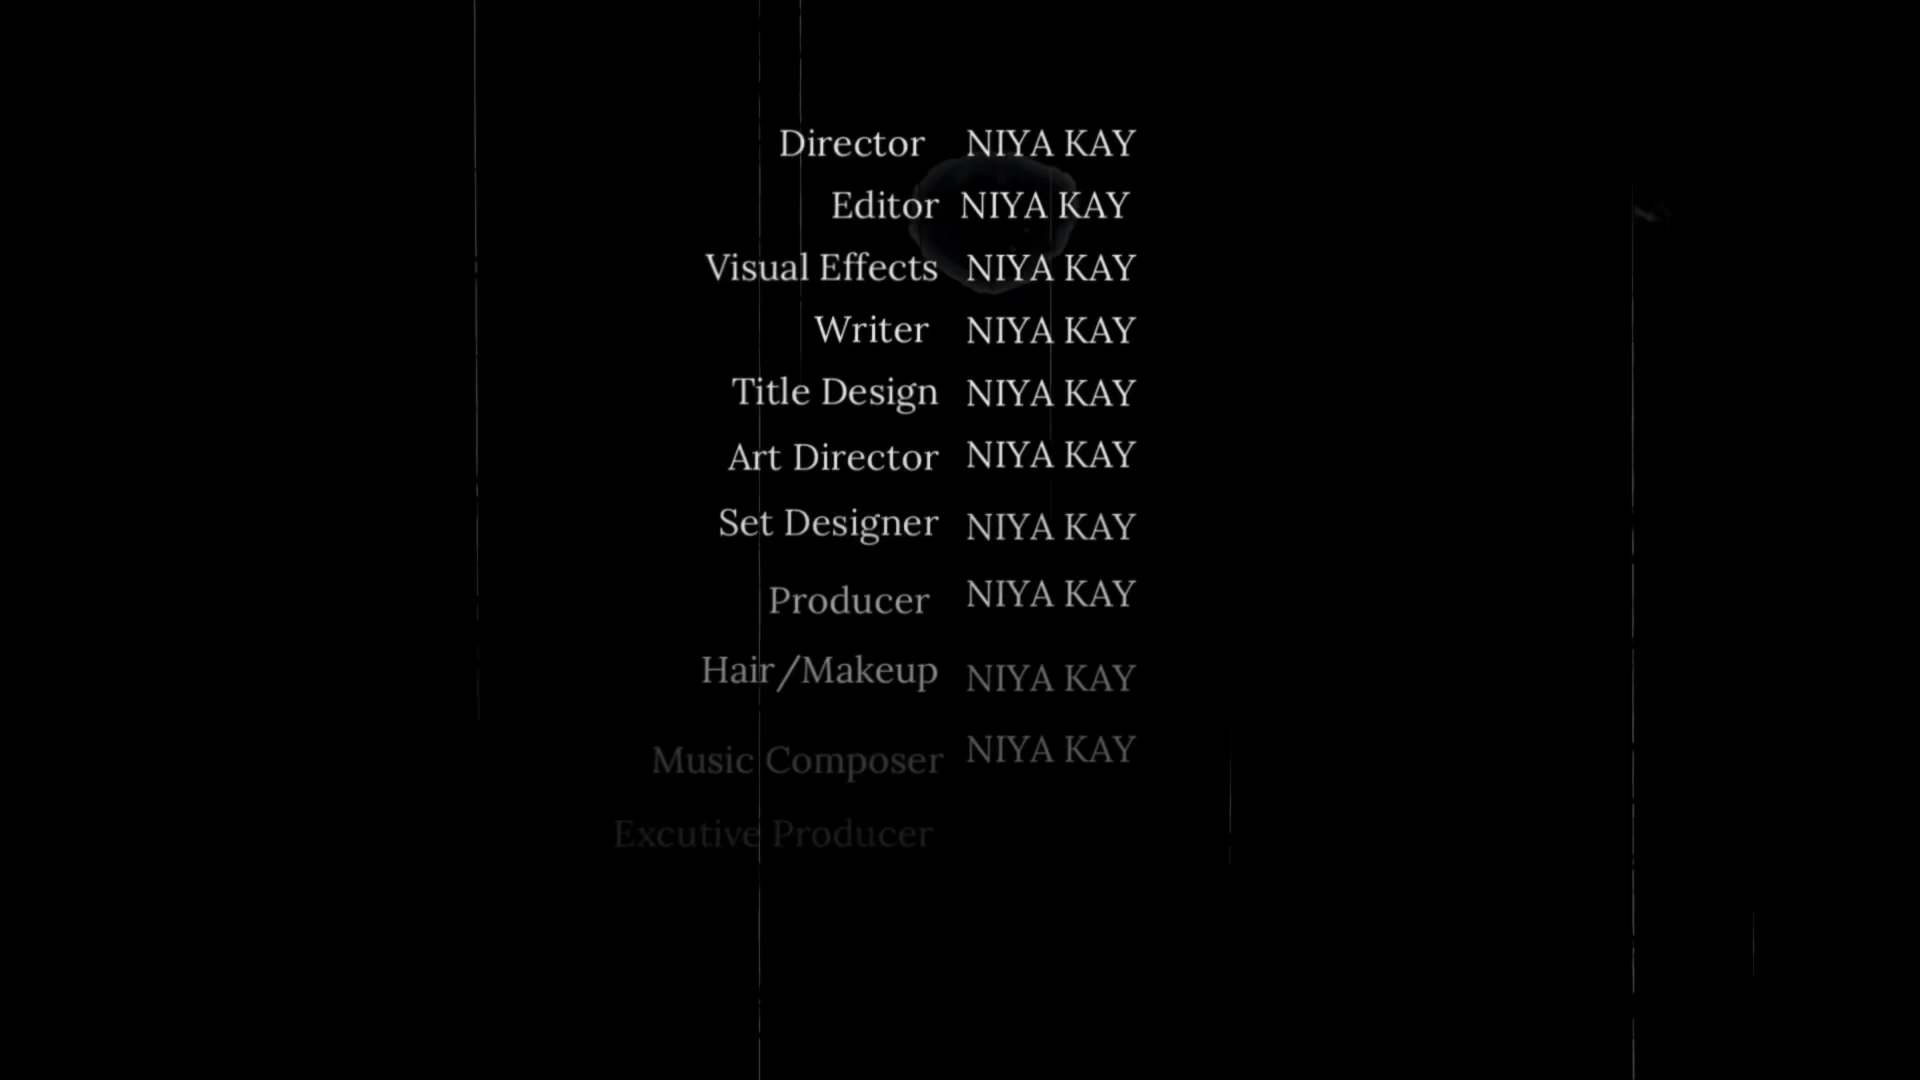 Director NIYA KAY
Editor NIYA KAY
Visual Effects NIYA KAY
Writer NIYA KAY
Title Design NIYA KAY
Art Director NIYA KAY
Set Designer NIYA KAY
Producer NIYA KAY
Hair/Makeup NIYA KAY
Music Composer NIYA KAY
Excutive Producer